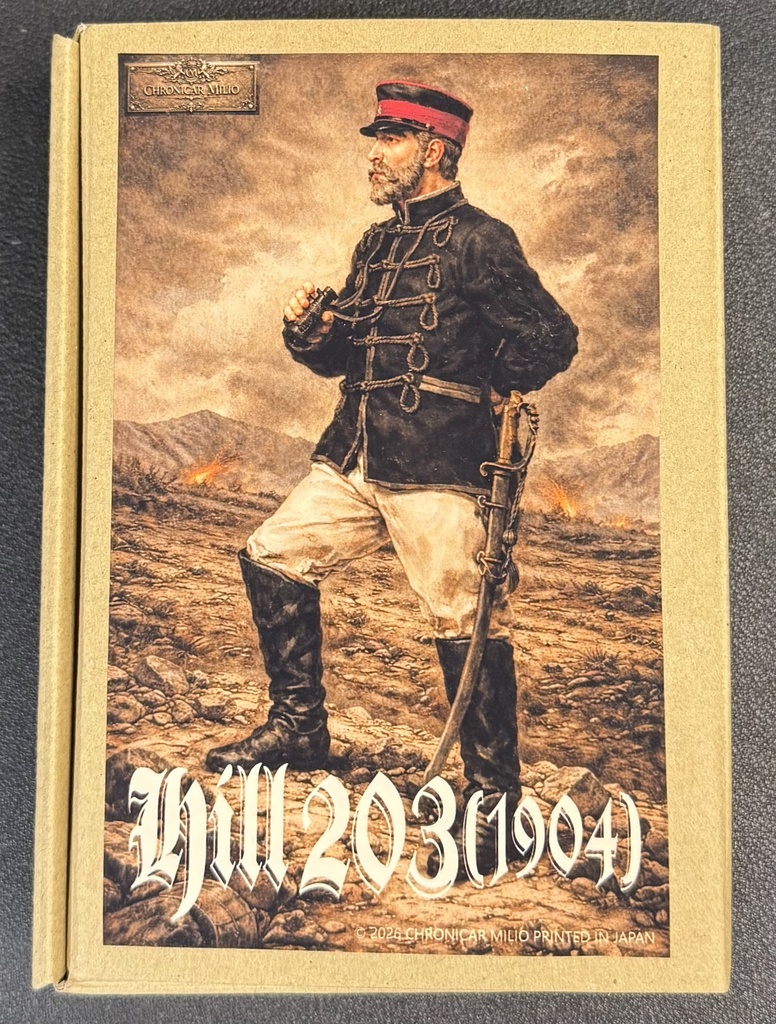 CHRONICAR MILIO
Hill 203 (1904)
© 2026 CHRONICAR MILIO PRINTED IN JAPAN